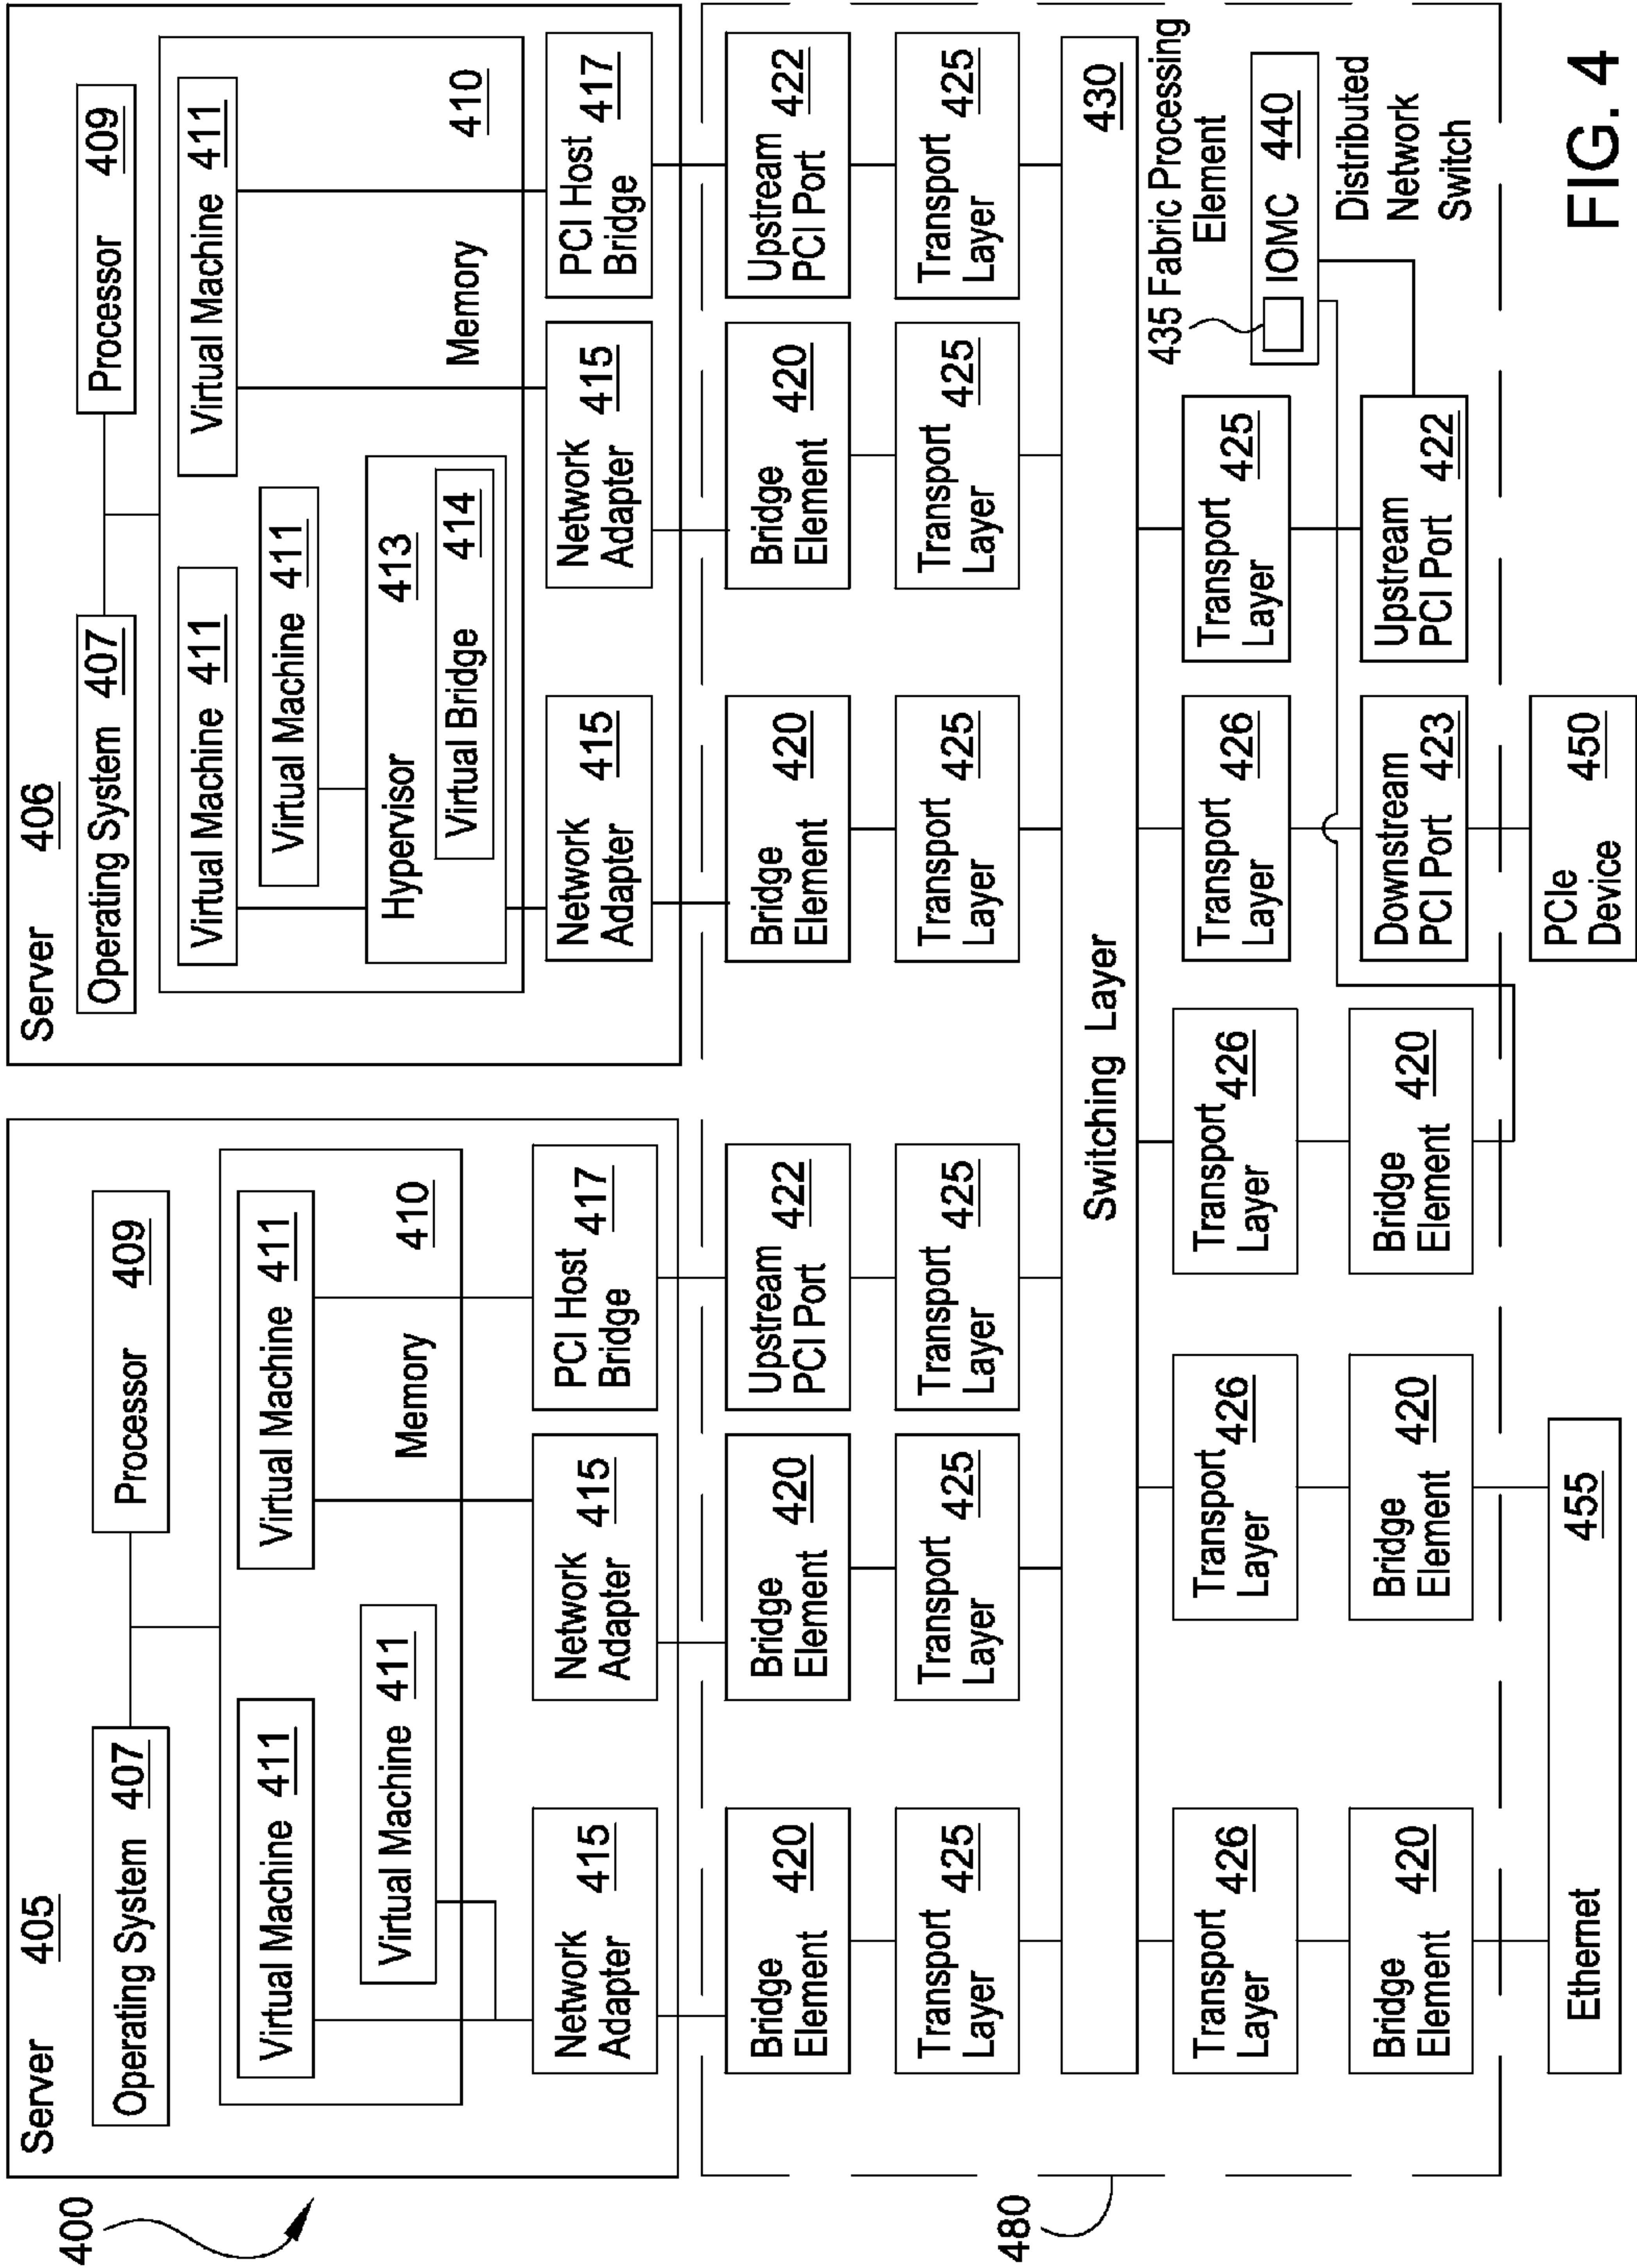 400
Server 405
Operating System 407
Processor 409
Virtual Machine 411
Virtual Machine 411
Virtual Machine 411
Memory 410
Network
Adapter 415
Network
Adapter 415
PCI Host
Bridge 417
Server 406
Operating System 407
Processor 409
Virtual Machine 411
Virtual Machine 411
Virtual Machine 411
Hypervisor 413
Virtual Bridge 414
Memory 410
Network
Adapter 415
Network
Adapter 415
PCI Host
Bridge 417
480
Bridge
Element 420
Bridge
Element 420
Upstream
PCI Port 422
Bridge
Element 420
Bridge
Element 420
Upstream
PCI Port 422
Transport
Layer 425
Transport
Layer 425
Transport
Layer 425
Transport
Layer 425
Transport
Layer 425
Transport
Layer 425
Switching Layer 430
Transport
Layer 426
Transport
Layer 426
Transport
Layer 426
Transport
Layer 426
Transport
Layer 425
435 Fabric Processing
Element
IOMC 440
Bridge
Element 420
Bridge
Element 420
Bridge
Element 420
Downstream
PCI Port 423
Upstream
PCI Port 422
Distributed
Network
Switch
Ethernet 455
PCIe
Device 450
FIG. 4